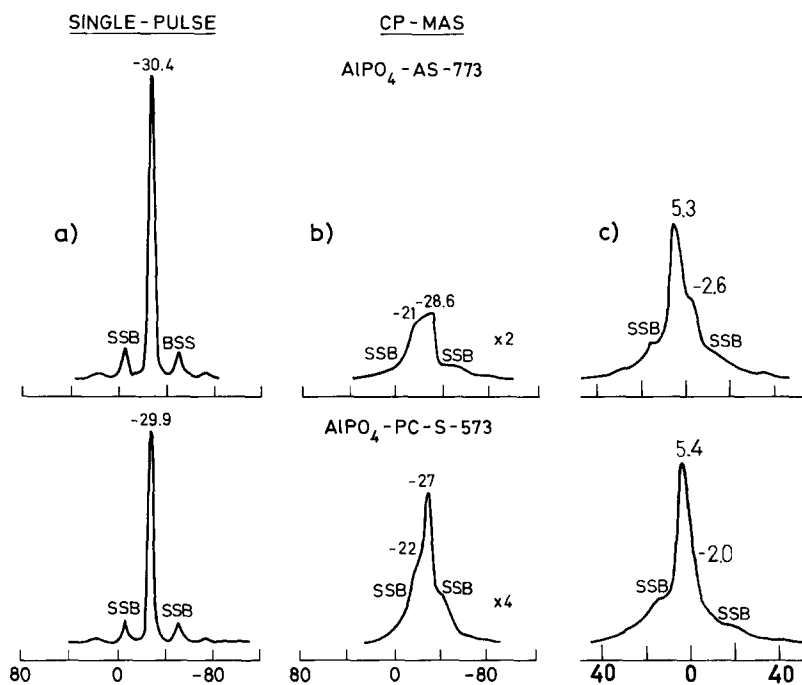 SINGLE-PULSE CP-MAS
AlPO4-AS-773
-30.4
a) b) c)
5.3
-2.6
-21 -28.6
SSB BSS
SSB SSB x2
SSB SSB
AlPO4-PC-S-573
-29.9
-27
-22
5.4
-2.0
SSB SSB
SSB SSB x4
SSB SSB
80 0 -80 0 -80 40 0 40